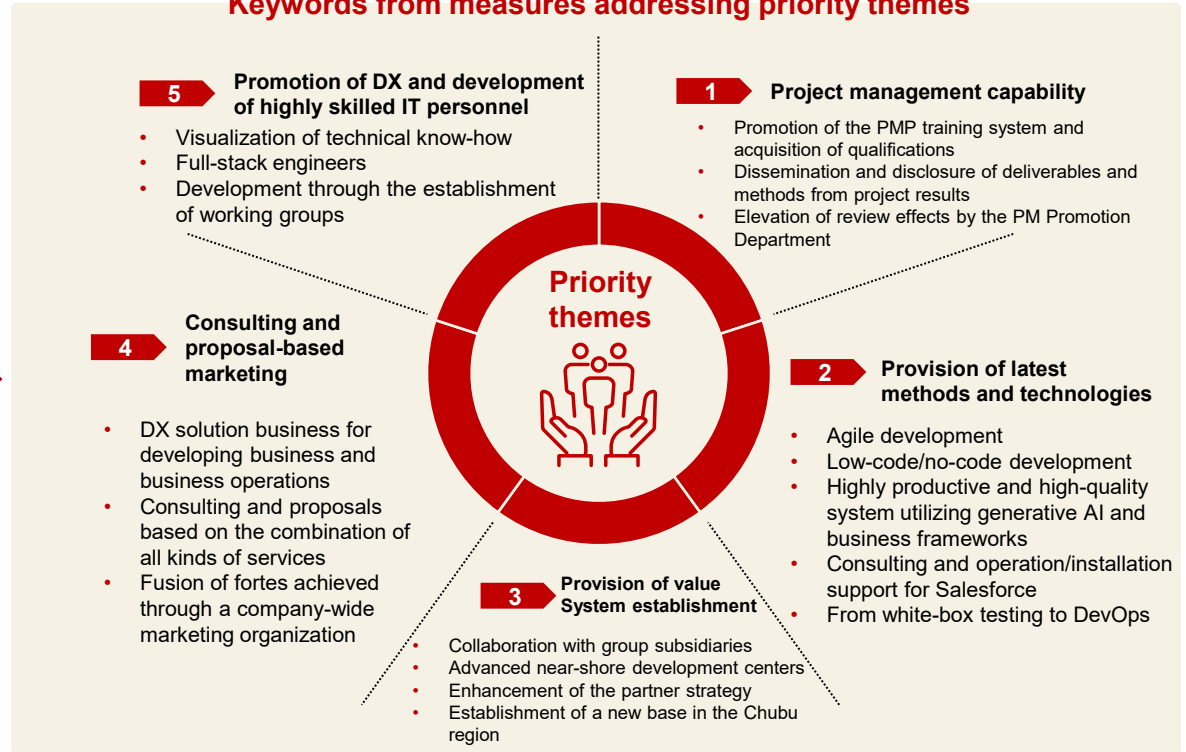 Keywords from measures addressing priority themes
5
Promotion of DX and development
of highly skilled IT personnel
• Visualization of technical know-how
• Full-stack engineers
• Development through the establishment
of working groups
1
Project management capability
• Promotion of the PMP training system and
acquisition of qualifications
• Dissemination and disclosure of deliverables and
methods from project results
• Elevation of review effects by the PM Promotion
Department
Priority
themes
4
Consulting and
proposal-based
marketing
• DX solution business for
developing business and
business operations
• Consulting and proposals
based on the combination of
all kinds of services
• Fusion of fortes achieved
through a company-wide
marketing organization
2
Provision of latest
methods and technologies
• Agile development
• Low-code/no-code development
• Highly productive and high-quality
system utilizing generative AI and
business frameworks
• Consulting and operation/installation
support for Salesforce
• From white-box testing to DevOps
3
Provision of value
System establishment
• Collaboration with group subsidiaries
• Advanced near-shore development centers
• Enhancement of the partner strategy
• Establishment of a new base in the Chubu
region